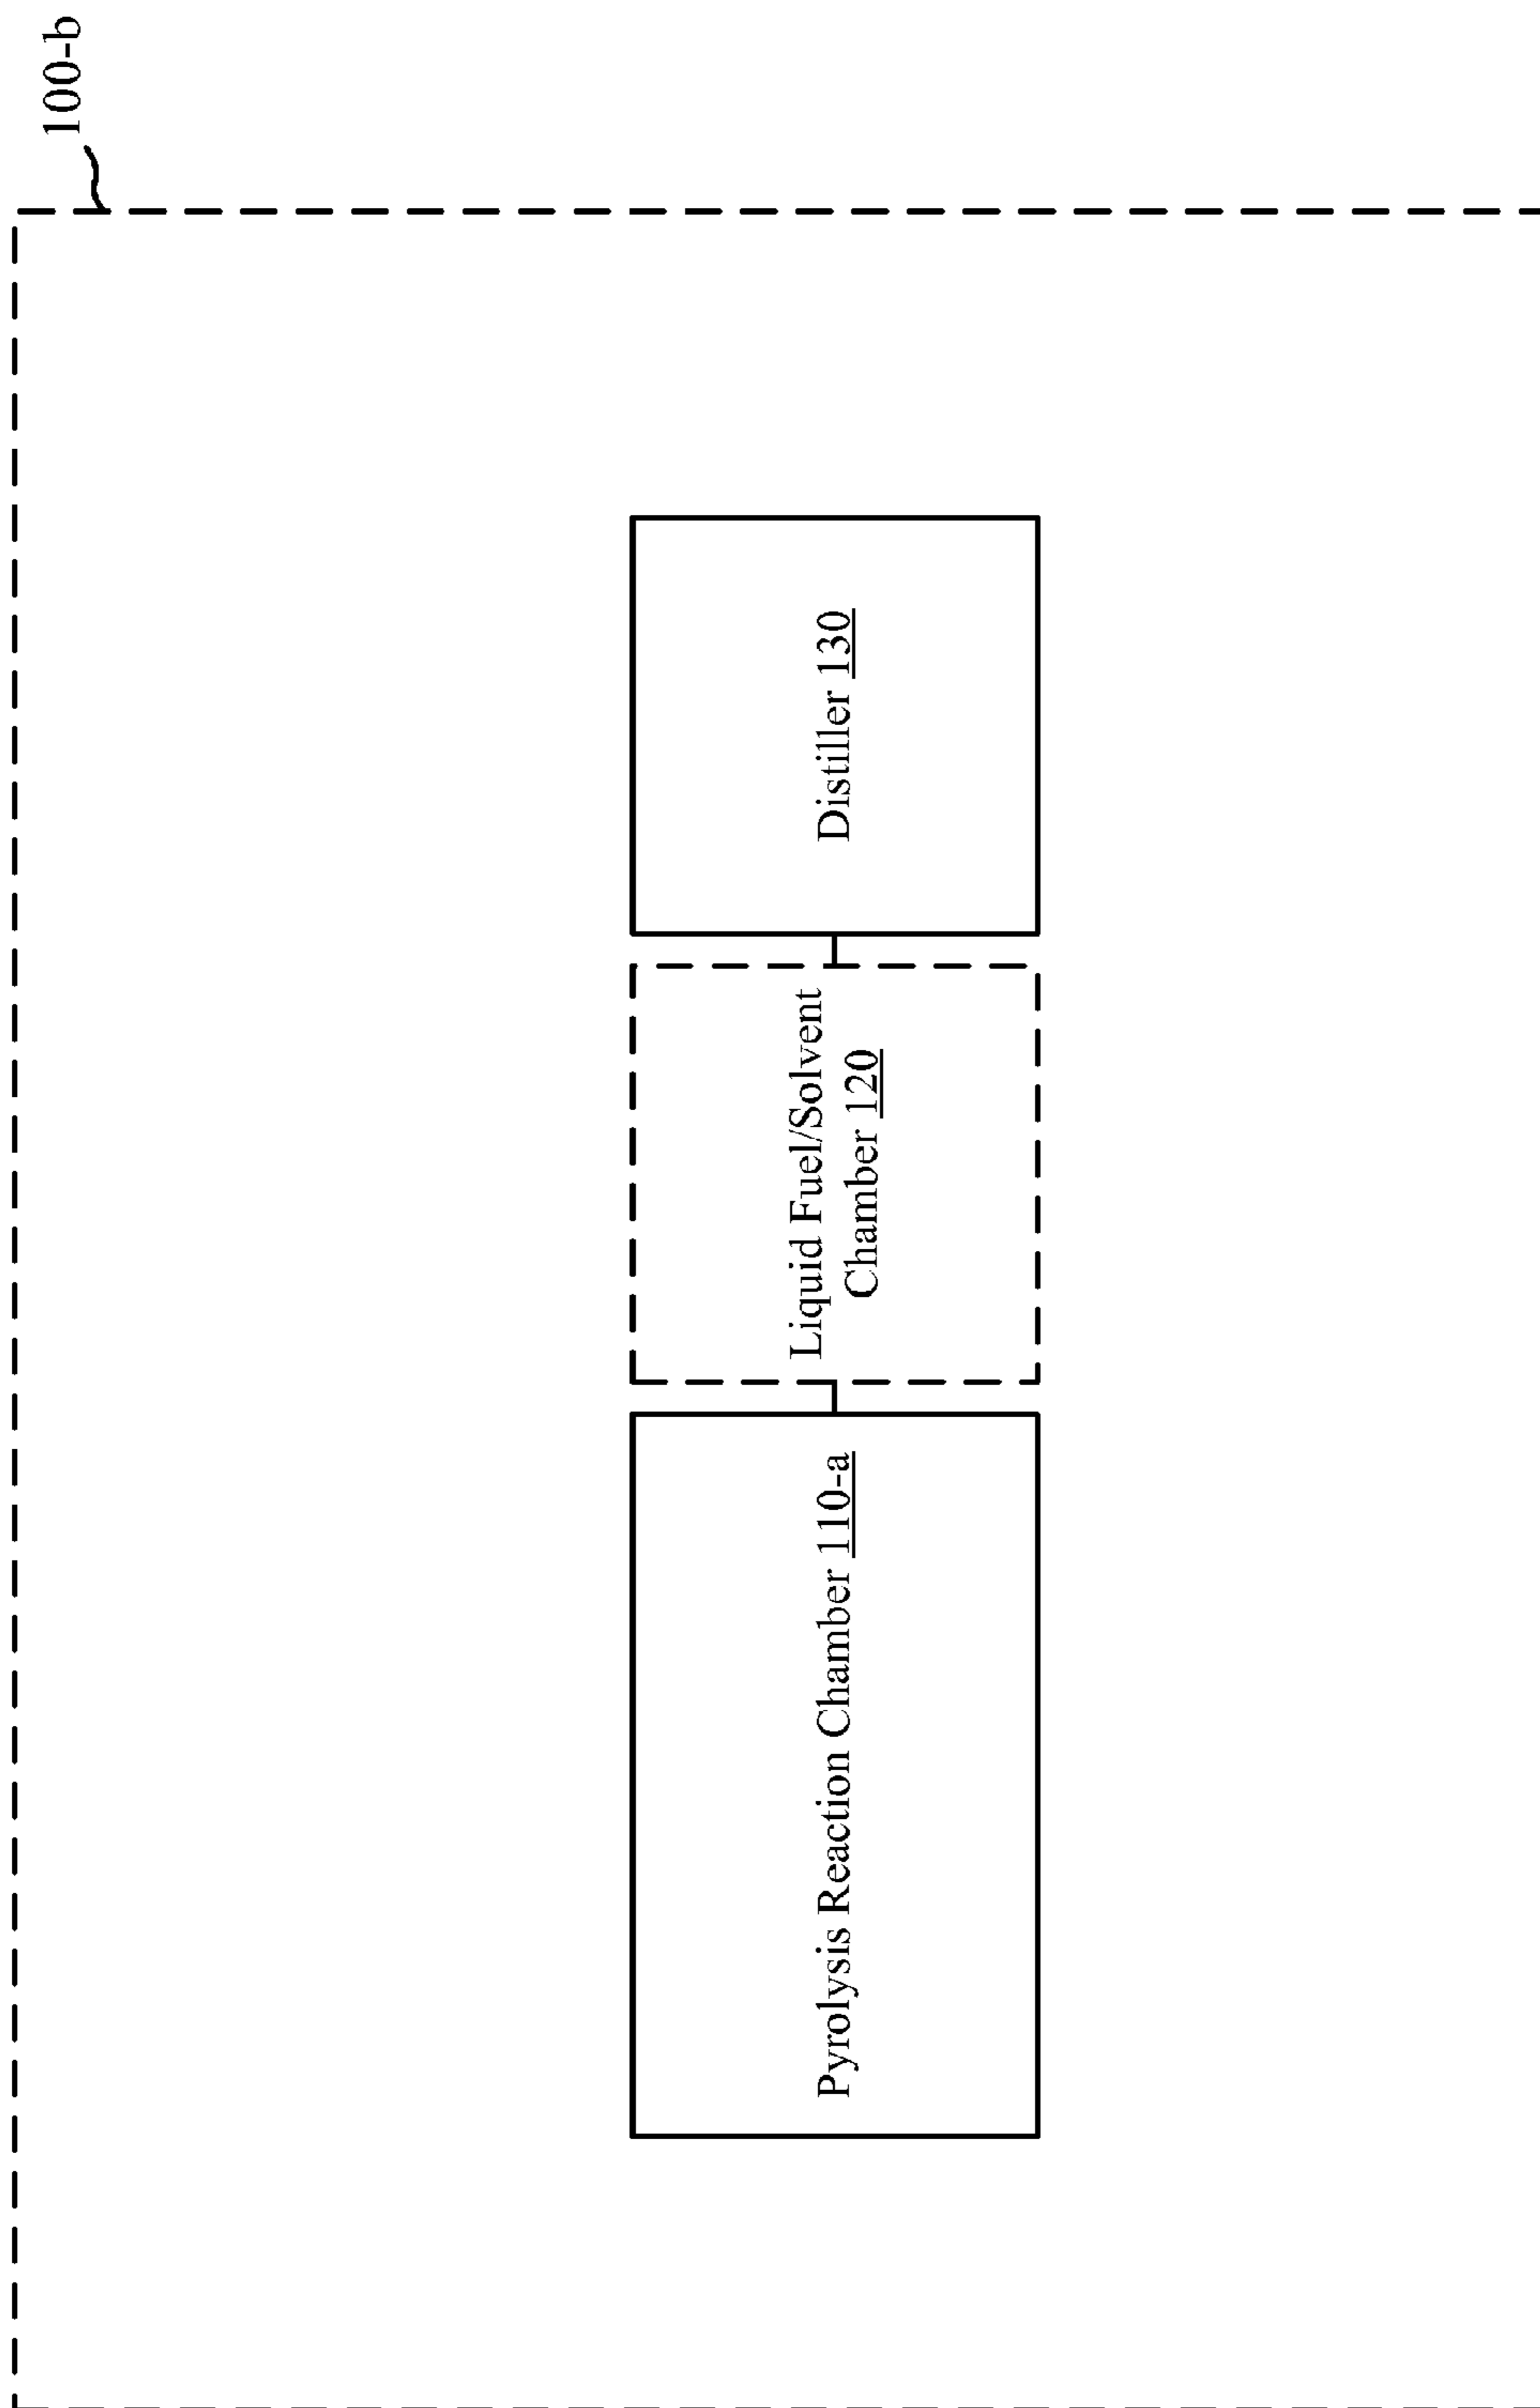 100-b
Pyrolysis Reaction Chamber 110-a
Liquid Fuel/Solvent
Chamber 120
Distiller 130